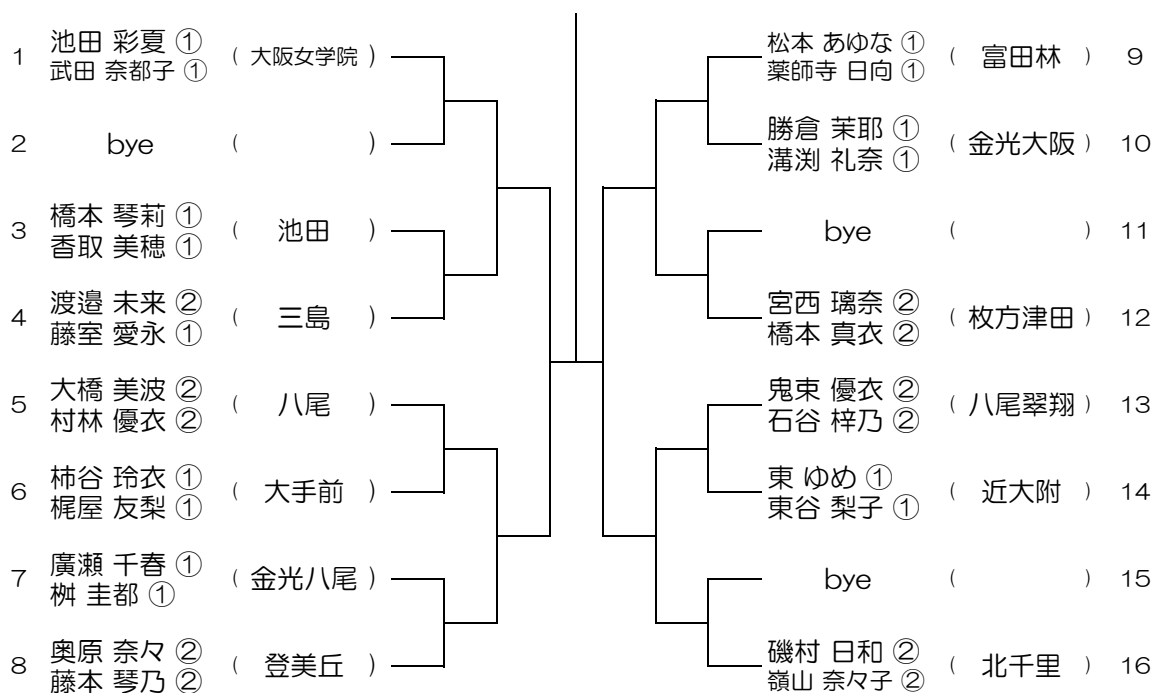 1 池田 彩夏 ① ( 大阪女学院 )
武田 奈都子 ①
2 bye ( )
3 橋本 琴莉 ① ( 池田 )
香取 美穂 ①
4 渡邉 未来 ② ( 三島 )
藤室 愛永 ①
5 大橋 美波 ② ( 八尾 )
村林 優衣 ②
6 柿谷 玲衣 ① ( 大手前 )
梶屋 友梨 ①
7 廣瀬 千春 ① ( 金光八尾 )
桝 圭都 ①
8 奥原 奈々 ② ( 登美丘 )
藤本 琴乃 ②
松本 あゆな ① ( 富田林 ) 9
薬師寺 日向 ①
勝倉 茉耶 ① ( 金光大阪 ) 10
溝渕 礼奈 ①
bye ( ) 11
宮西 璃奈 ② ( 枚方津田 ) 12
橋本 真衣 ②
鬼束 優衣 ② ( 八尾翠翔 ) 13
石谷 梓乃 ②
東 ゆめ ① ( 近大附 ) 14
東谷 梨子 ①
bye ( ) 15
磯村 日和 ② ( 北千里 ) 16
嶺山 奈々子 ②